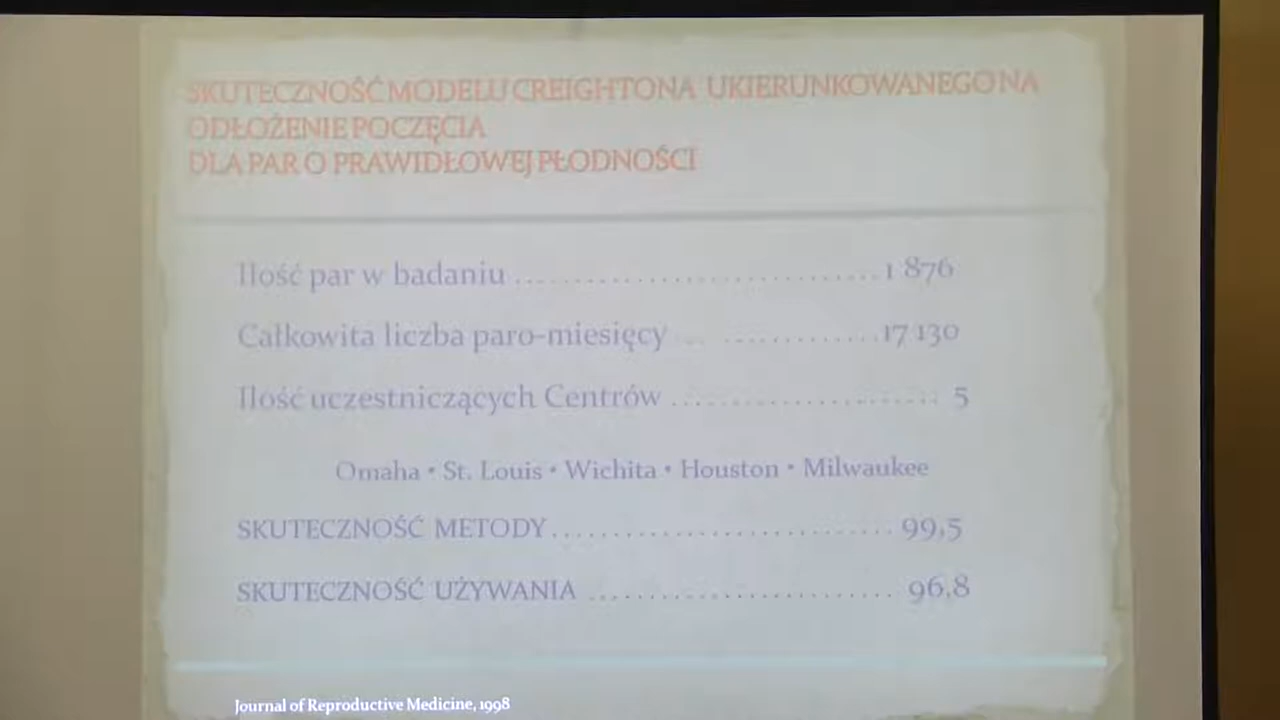 SKUTECZNOŚĆ MODELU CREIGHTONA UKIERUNKOWANEGO NA
ODŁOŻENIE POCZĘCIA
DLA PAR O PRAWIDŁOWEJ PŁODNOŚCI
Ilość par w badaniu ........................................ 1 876
Całkowita liczba paro-miesięcy ... ................ 17 130
Ilość uczestniczących Centrów ........................ 5
Omaha • St. Louis • Wichita • Houston • Milwaukee
SKUTECZNOŚĆ METODY .............................. 99,5
SKUTECZNOŚĆ UŻYWANIA ........................... 96,8
Journal of Reproductive Medicine, 1998